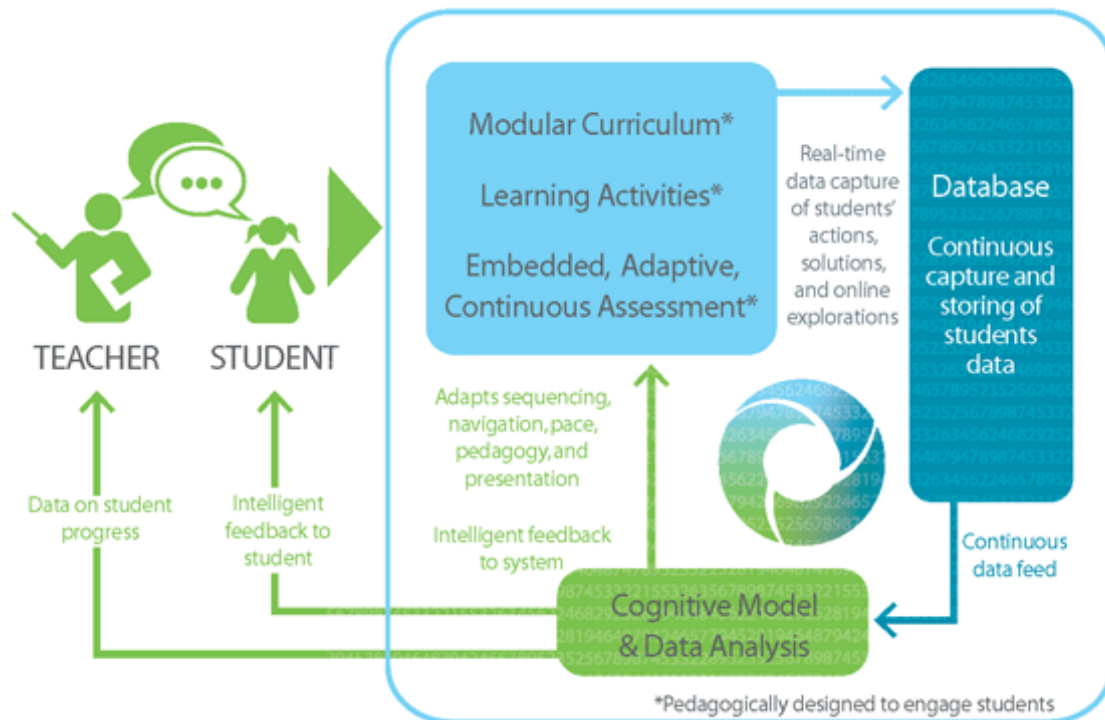 Modular Curriculum*
Learning Activities*
Embedded, Adaptive,
Continuous Assessment*
Real-time
data capture
of students'
actions,
solutions,
and online
explorations
Database
Continuous
capture and
storing of
students
data
TEACHER
STUDENT
Adapts sequencing,
navigation, pace,
pedagogy, and
presentation
Intelligent feedback
to system
Data on student
progress
Intelligent
feedback to
student
Continuous
data feed
Cognitive Model
& Data Analysis
*Pedagogically designed to engage students